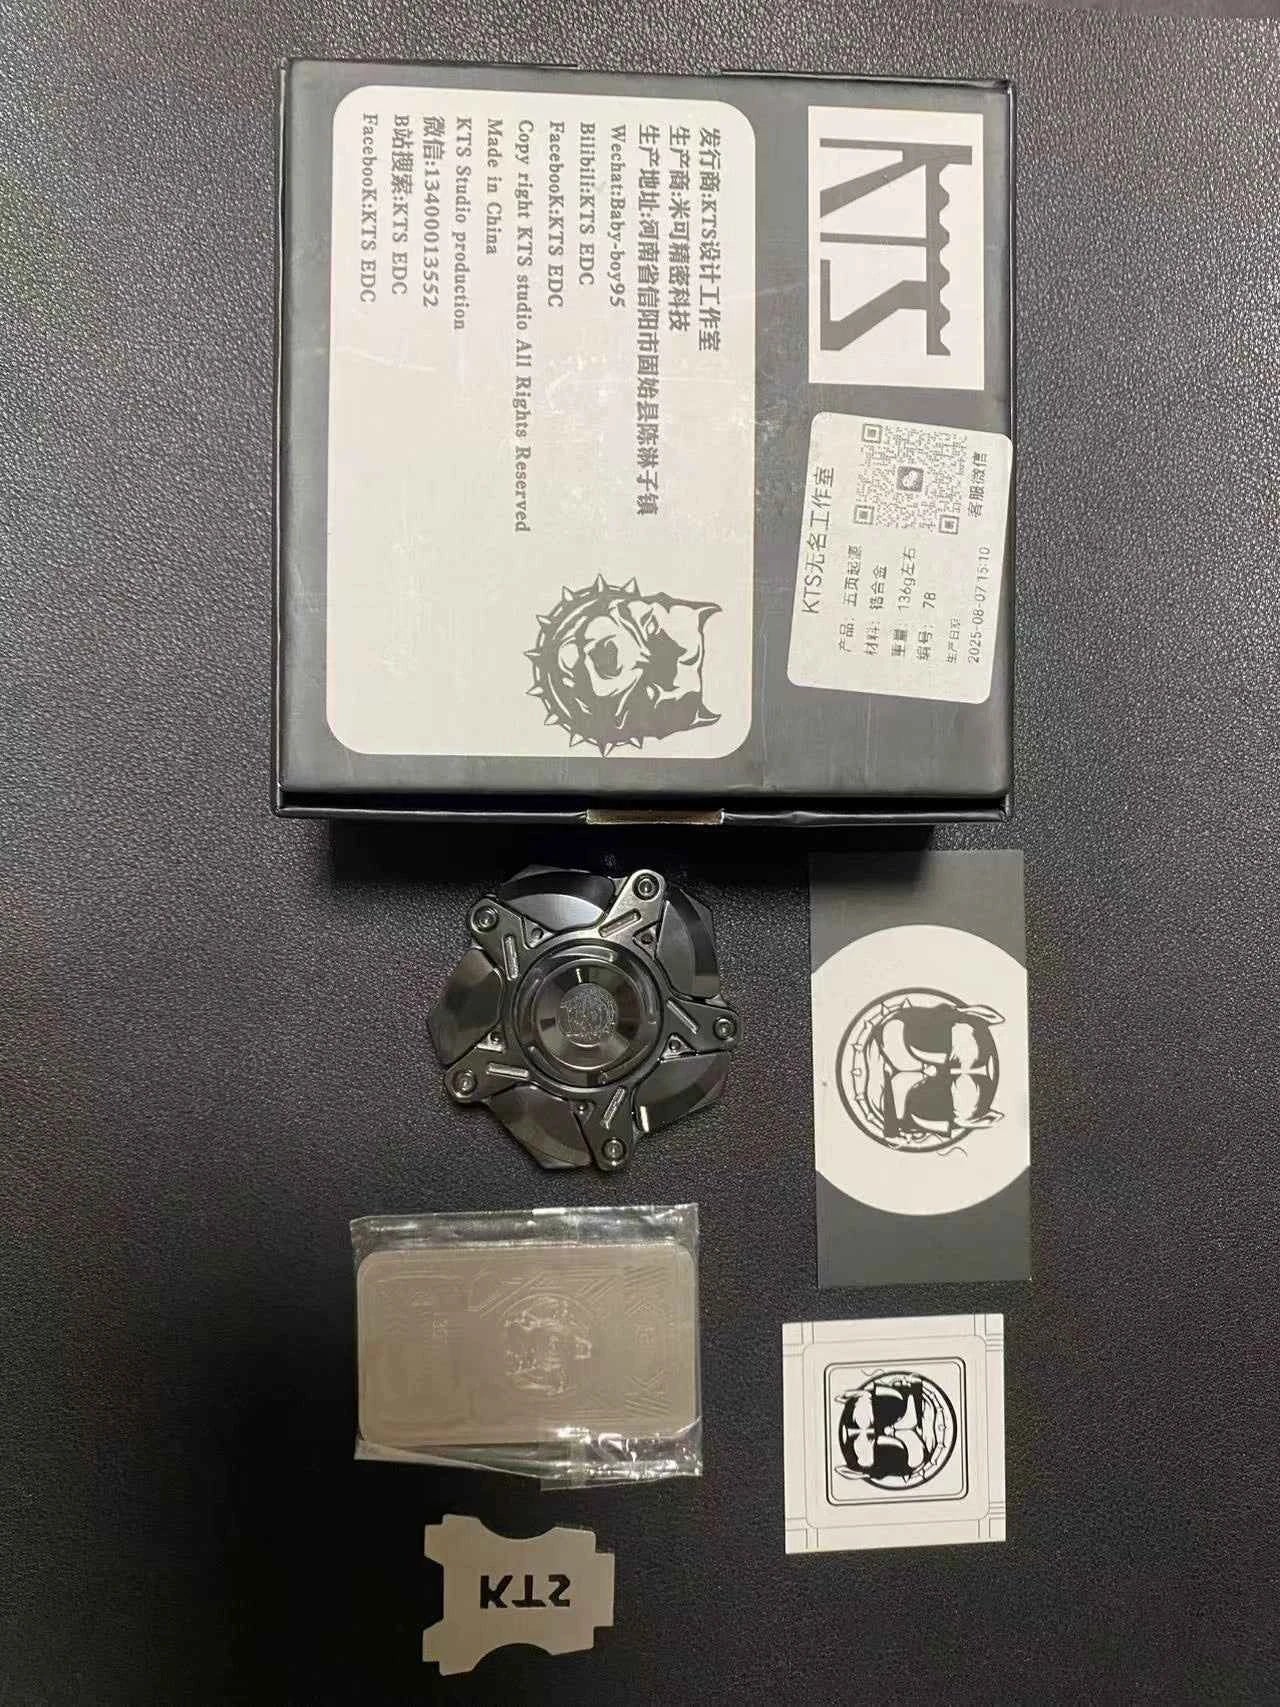 KTS
发行商:KTS设计工作室
生产商:米可精密科技
生产地址:河南省信阳市固始县陈淋子镇
Wechat:Baby-boy95
Bilibili:KTS EDC
FacebooK:KTS EDC
Copy right KTS studio All Rights Reserved
Made in China
KTS Studio production
微信:13400013552
B站搜索:KTS EDC
FacebooK:KTS EDC
KTS无名工作室
产品: 五页起源
材料: 锆合金
重量: 136g左右
编号: 78
生产日期
2025-08-07 15:10
客服微信
KTS